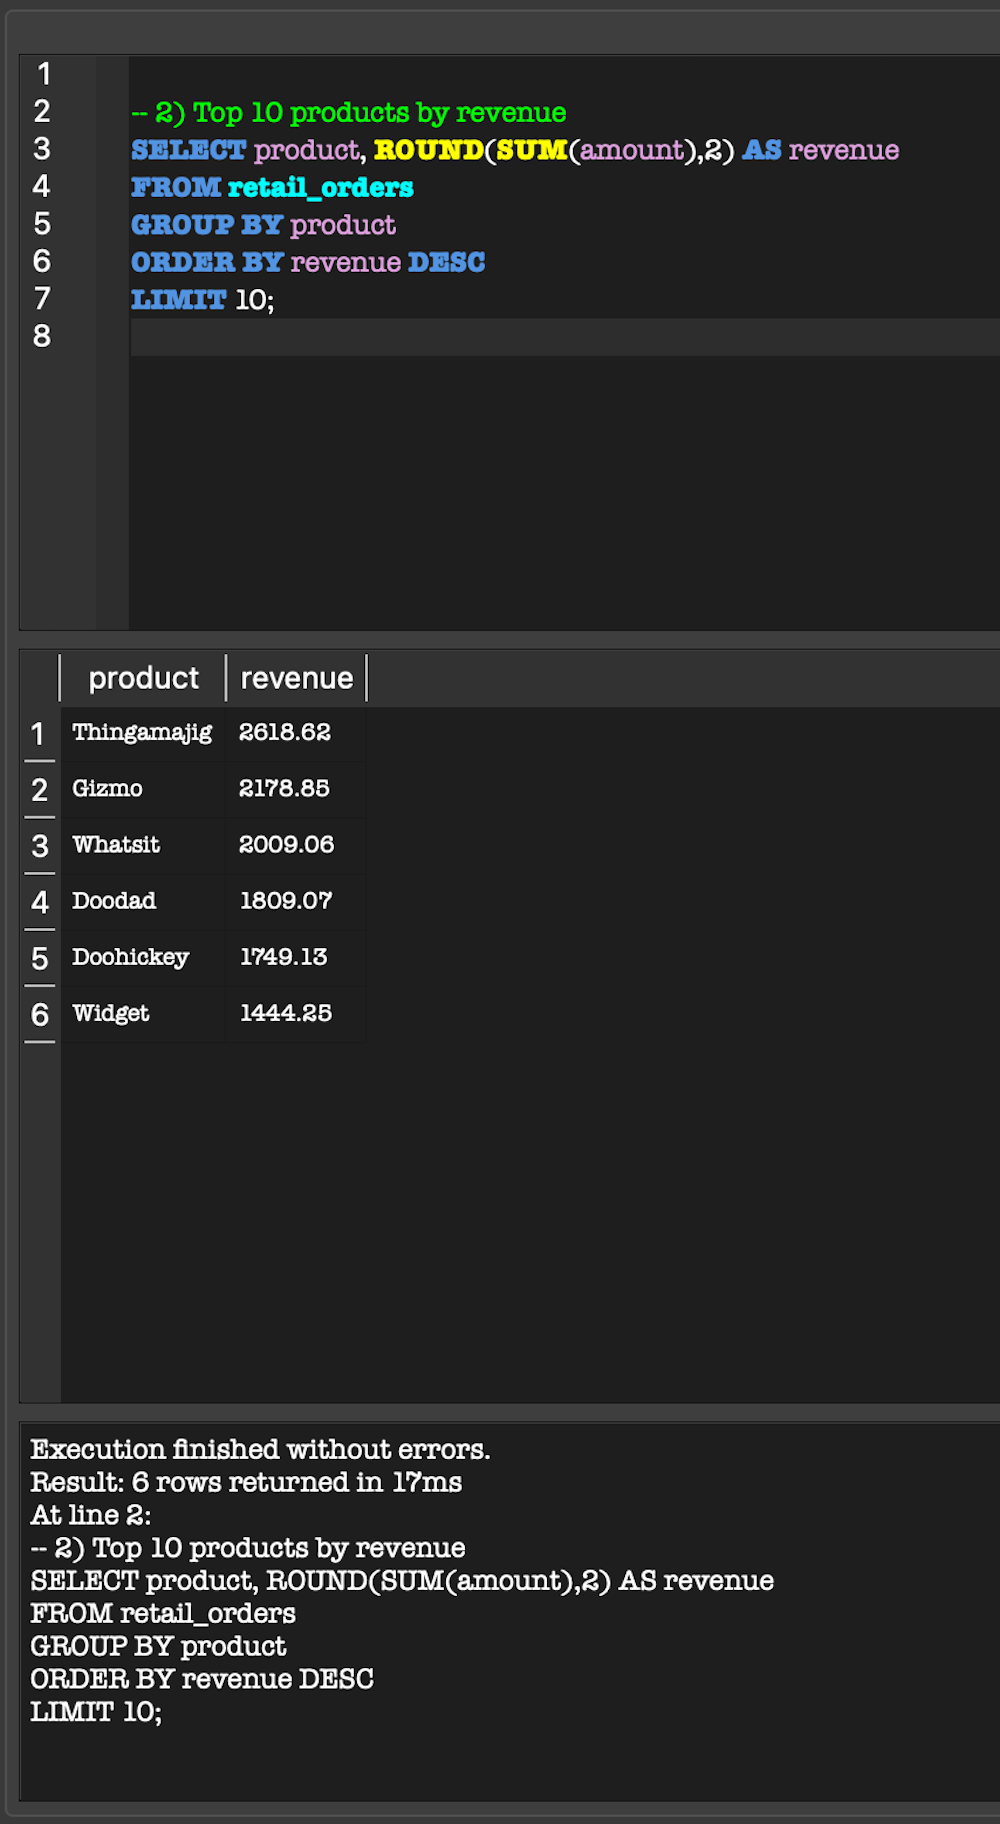 1
2 -- 2) Top 10 products by revenue
3 SELECT product, ROUND(SUM(amount),2) AS revenue
4 FROM retail_orders
5 GROUP BY product
6 ORDER BY revenue DESC
7 LIMIT 10;
8
product revenue
1 Thingamajig 2618.62
2 Gizmo 2178.85
3 Whatsit 2009.06
4 Doodad 1809.07
5 Doohickey 1749.13
6 Widget 1444.25
Execution finished without errors.
Result: 6 rows returned in 17ms
At line 2:
-- 2) Top 10 products by revenue
SELECT product, ROUND(SUM(amount),2) AS revenue
FROM retail_orders
GROUP BY product
ORDER BY revenue DESC
LIMIT 10;